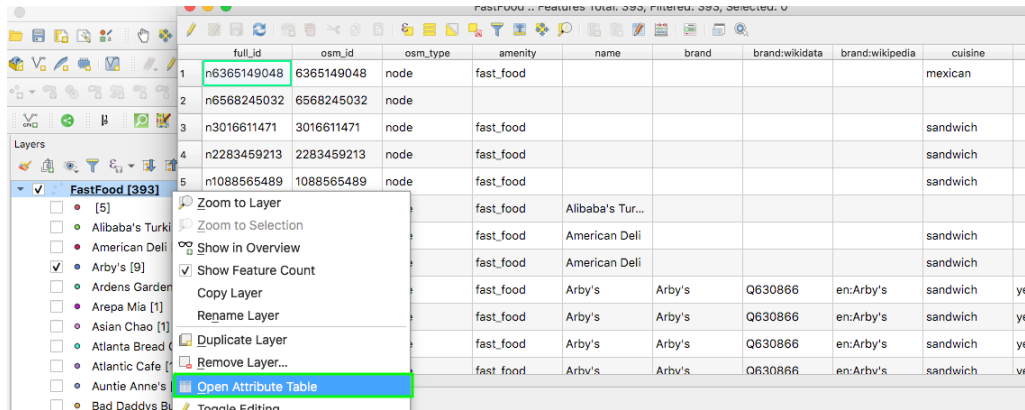 FastFood :: Features Total: 393, Filtered: 393, Selected: 0
full_id osm_id osm_type amenity name brand brand:wikidata brand:wikipedia cuisine
1 n6365149048 6365149048 node fast_food mexican
2 n6568245032 6568245032 node
3 n3016611471 3016611471 node fast_food sandwich
4 n2283459213 2283459213 node fast_food sandwich
5 n1088565489 1088565489 node fast_food sandwich
fast_food Alibaba's Tur...
fast_food American Deli sandwich
fast_food American Deli sandwich
fast_food Arby's Arby's Q630866 en:Arby's sandwich
fast_food Arby's Arby's Q630866 en:Arby's sandwich
fast_food Arby's Arby's Q630866 en:Arby's sandwich
fast_food Arby's Arby's Q630866 en:Arby's sandwich
Layers
FastFood [393]
[5]
Alibaba's Turki
American Deli
Arby's [9]
Ardens Garden
Arepa Mia [1]
Asian Chao [1]
Atlanta Bread
Atlantic Cafe
Auntie Anne's
Bad Daddys Bu
Zoom to Layer
Zoom to Selection
Show in Overview
Show Feature Count
Copy Layer
Rename Layer
Duplicate Layer
Remove Layer...
Open Attribute Table
Toggle Editing